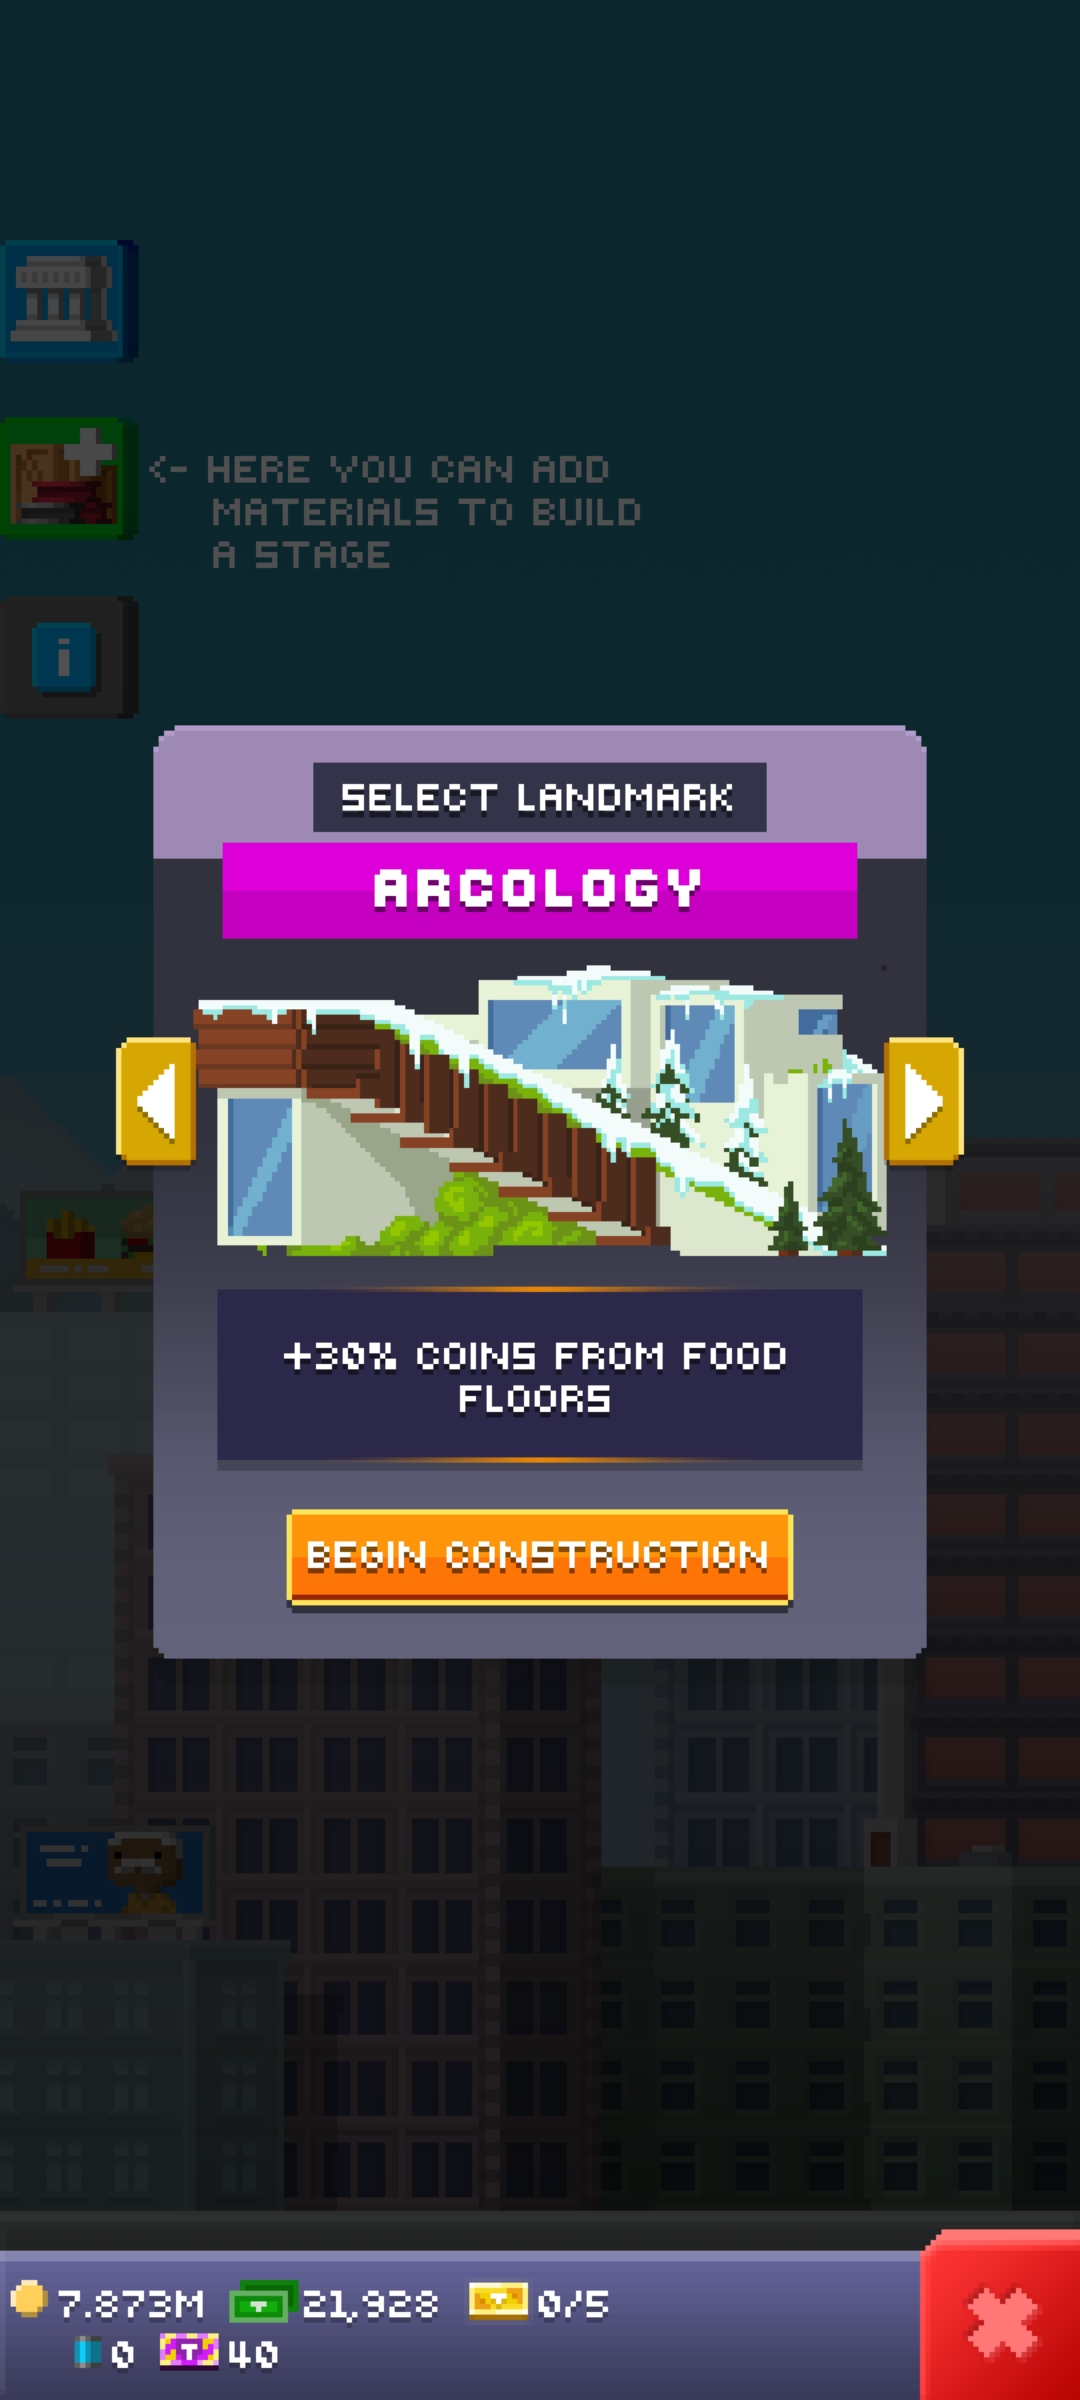 <- HERE YOU CAN ADD
MATERIALS TO BUILD
A STAGE
i
SELECT LANDMARK
ARCOLOGY
+30% COINS FROM FOOD
FLOORS
BEGIN CONSTRUCTION
7.873M 21,928 0/5
0 T 40